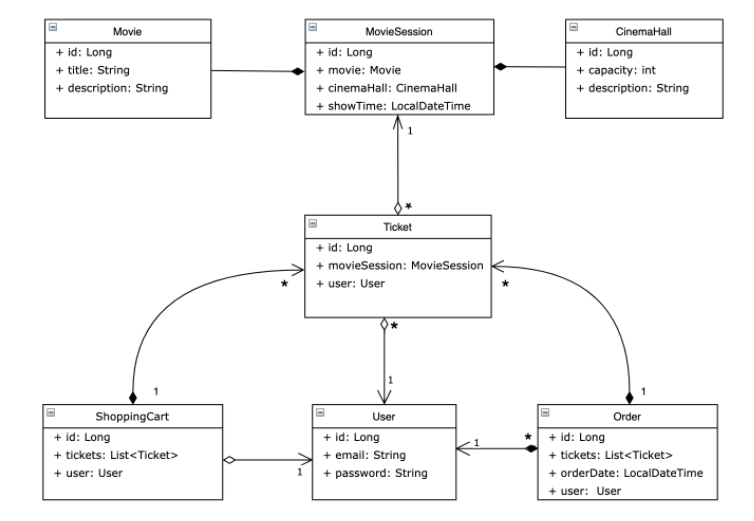 Movie
+ id: Long
+ title: String
+ description: String
MovieSession
+ id: Long
+ movie: Movie
+ cinemaHall: CinemaHall
+ showTime: LocalDateTime
CinemaHall
+ id: Long
+ capacity: int
+ description: String
1
*
Ticket
+ id: Long
+ movieSession: MovieSession
+ user: User
*
*
*
1
1
1
ShoppingCart
+ id: Long
+ tickets: List<Ticket>
+ user: User
1
User
+ id: Long
+ email: String
+ password: String
1
*
Order
+ id: Long
+ tickets: List<Ticket>
+ orderDate: LocalDateTime
+ user: User